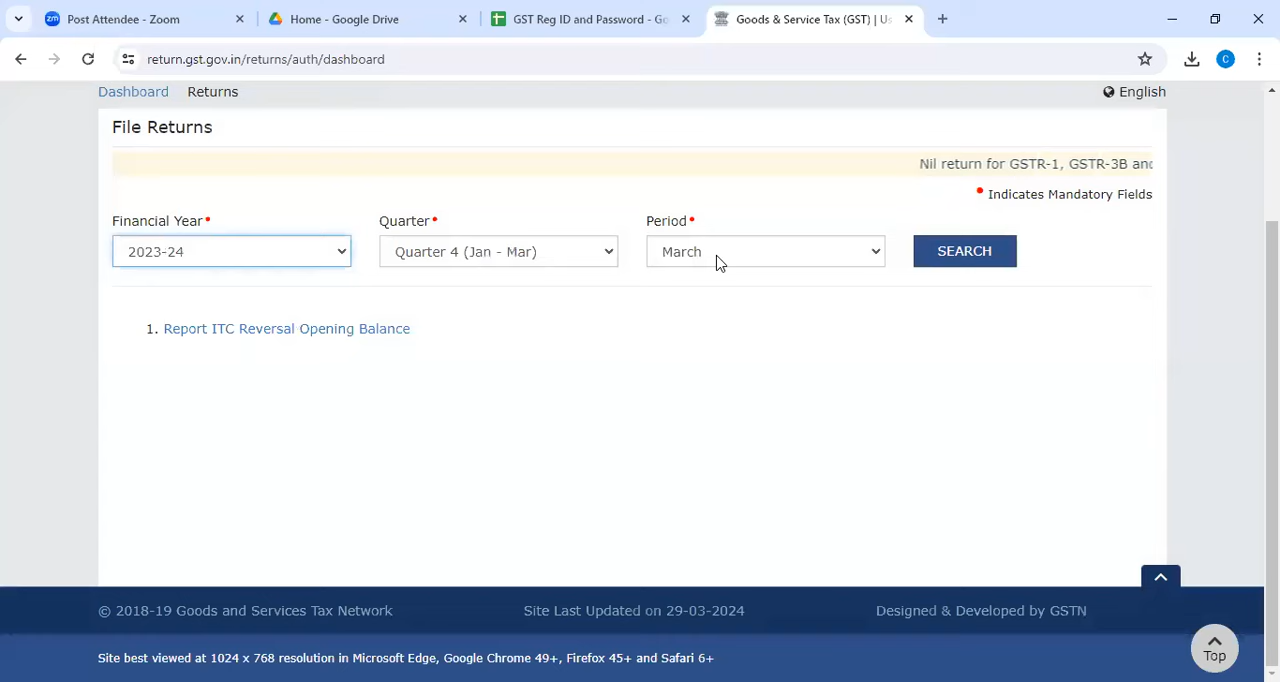 Post Attendee - Zoom
Home - Google Drive
GST Reg ID and Password - Go
Goods & Service Tax (GST) | Us
return.gst.gov.in/returns/auth/dashboard
C
Dashboard Returns
English
File Returns
Nil return for GSTR-1, GSTR-3B and
• Indicates Mandatory Fields
Financial Year•
Quarter•
Period•
2023-24
Quarter 4 (Jan - Mar)
March
SEARCH
1. Report ITC Reversal Opening Balance
© 2018-19 Goods and Services Tax Network
Site Last Updated on 29-03-2024
Designed & Developed by GSTN
Site best viewed at 1024 x 768 resolution in Microsoft Edge, Google Chrome 49+, Firefox 45+ and Safari 6+
Top